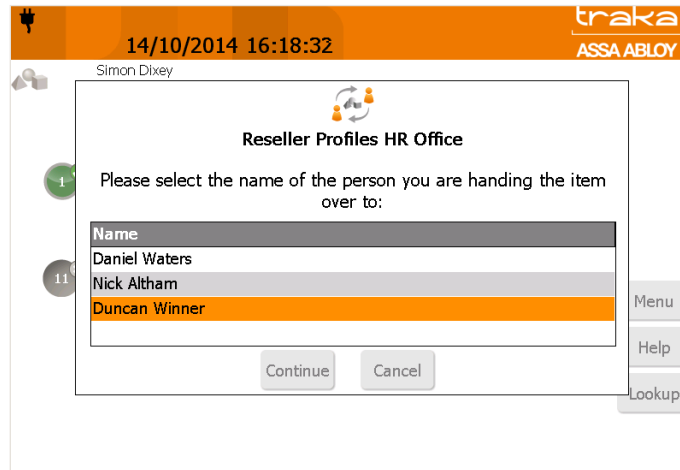 traka
14/10/2014 16:18:32
ASSA ABLOY
Simon Dixey
Reseller Profiles HR Office
1
Please select the name of the person you are handing the item
over to:
Name
Daniel Waters
11
Nick Altham
Duncan Winner
Menu
Help
Continue
Cancel
Lookup